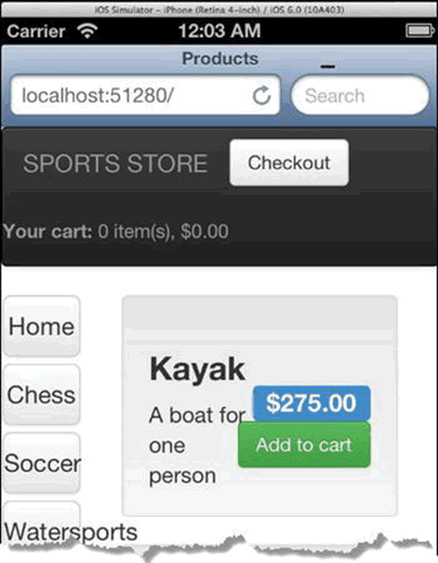 iOS Simulator – iPhone (Retina 4-inch) / iOS 6.0 (10A403)
Carrier 12:03 AM
Products
localhost:51280/ Search
SPORTS STORE Checkout
Your cart: 0 item(s), $0.00
Home
Chess
Soccer
Watersports
Kayak
$275.00
A boat for
one
person
Add to cart